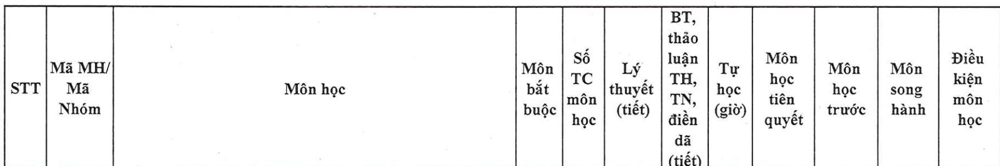 STT
Mã MH/
Mã
Nhóm
Môn học
Môn
bắt
buộc
Số
TC
môn
học
Lý
thuyết
(tiết)
BT,
thảo
luận
TH,
TN,
điền
dã
(tiết)
Tự
học
(giờ)
Môn
học
tiên
quyết
Môn
học
trước
Môn
song
hành
Điều
kiện
môn
học